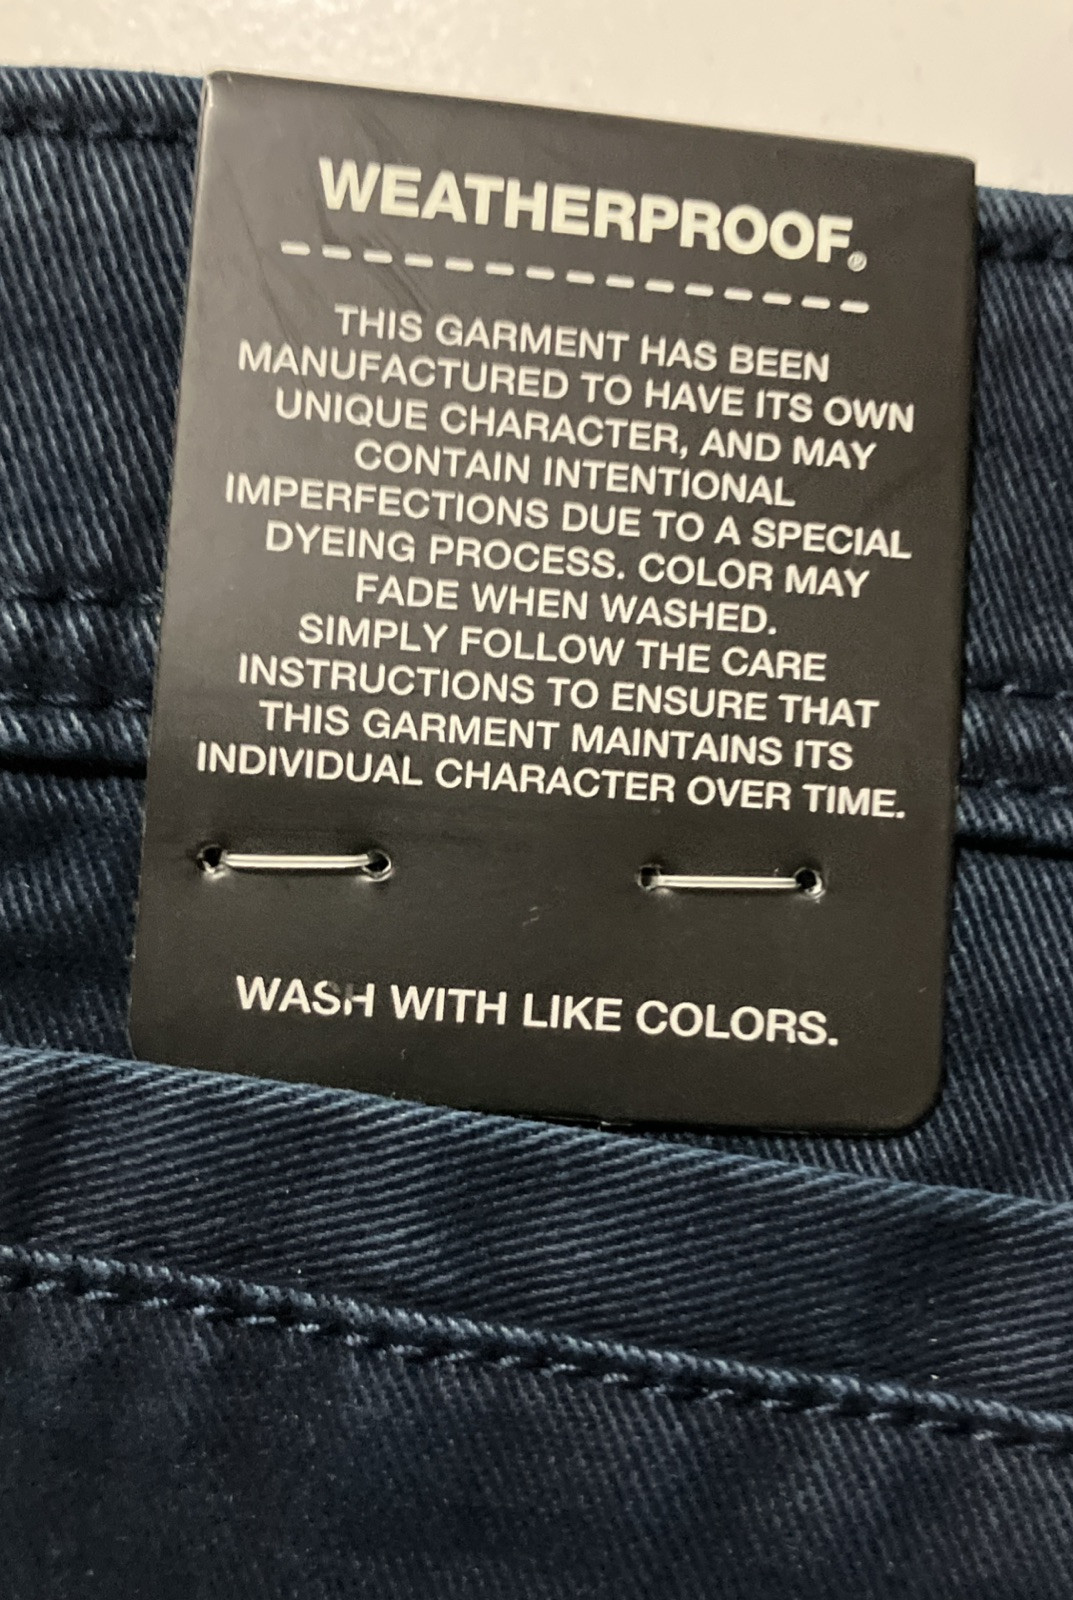 WEATHERPROOF®
THIS GARMENT HAS BEEN
MANUFACTURED TO HAVE ITS OWN
UNIQUE CHARACTER, AND MAY
CONTAIN INTENTIONAL
IMPERFECTIONS DUE TO A SPECIAL
DYEING PROCESS. COLOR MAY
FADE WHEN WASHED.
SIMPLY FOLLOW THE CARE
INSTRUCTIONS TO ENSURE THAT
THIS GARMENT MAINTAINS ITS
INDIVIDUAL CHARACTER OVER TIME.
WASH WITH LIKE COLORS.